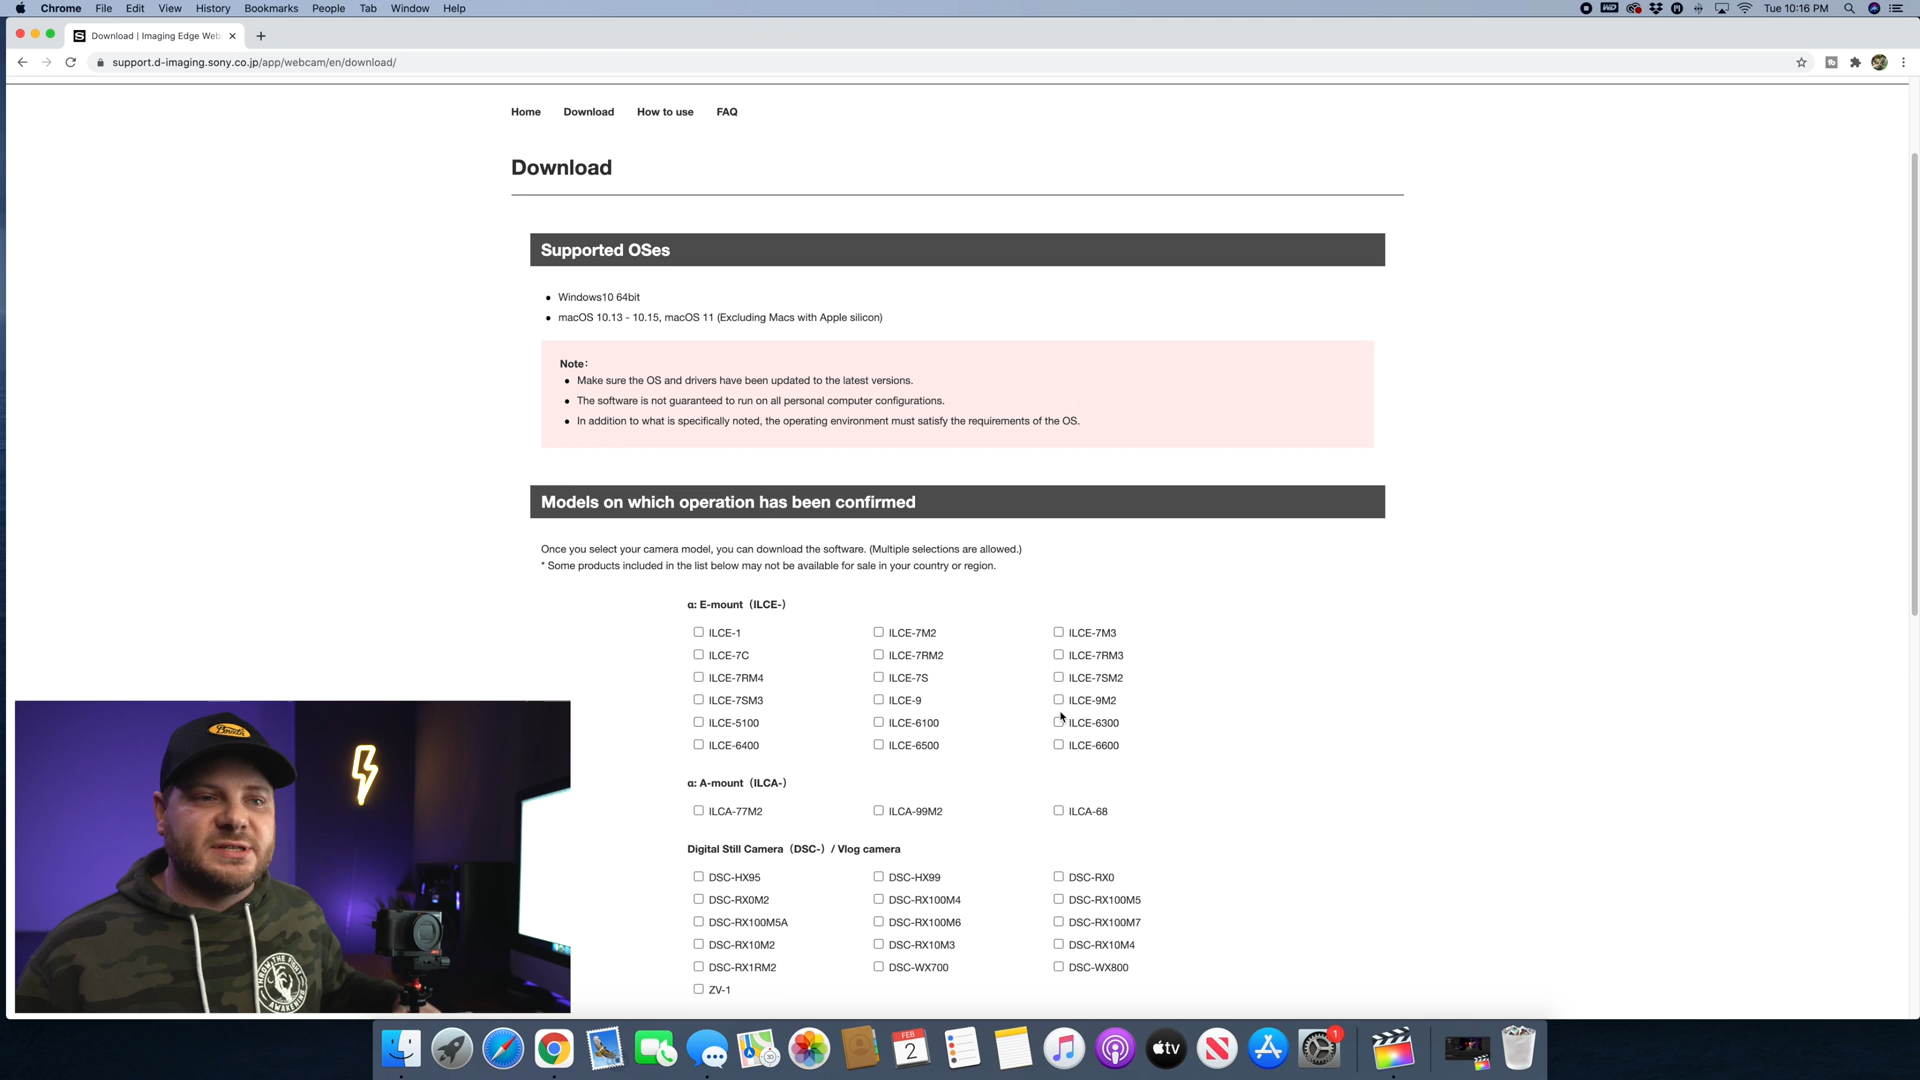 Chrome File Edit View History Bookmarks People Tab Window Help
Tue 10:16 PM
Download | Imaging Edge Web
support.d-imaging.sony.co.jp/app/webcam/en/download/
Home Download How to use FAQ
Download
Supported OSes
• Windows10 64bit
• macOS 10.13 - 10.15, macOS 11 (Excluding Macs with Apple silicon)
Note:
• Make sure the OS and drivers have been updated to the latest versions.
• The software is not guaranteed to run on all personal computer configurations.
• In addition to what is specifically noted, the operating environment must satisfy the requirements of the OS.
Models on which operation has been confirmed
Once you select your camera model, you can download the software. (Multiple selections are allowed.)
* Some products included in the list below may not be available for sale in your country or region.
α: E-mount (ILCE-)
ILCE-1 ILCE-7M2 ILCE-7M3
ILCE-7C ILCE-7RM2 ILCE-7RM3
ILCE-7RM4 ILCE-7S ILCE-7SM2
ILCE-7SM3 ILCE-9 ILCE-9M2
ILCE-5100 ILCE-6100 ILCE-6300
ILCE-6400 ILCE-6500 ILCE-6600
α: A-mount (ILCA-)
ILCA-77M2 ILCA-99M2 ILCA-68
Digital Still Camera (DSC-) / Vlog camera
DSC-HX95 DSC-HX99 DSC-RX0
DSC-RX0M2 DSC-RX100M4 DSC-RX100M5
DSC-RX100M5A DSC-RX100M6 DSC-RX100M7
DSC-RX10M2 DSC-RX10M3 DSC-RX10M4
DSC-RX1RM2 DSC-WX700 DSC-WX800
ZV-1
Brixton
THROW THE FIGHT
AWAKENING
FEB
2
tv
1